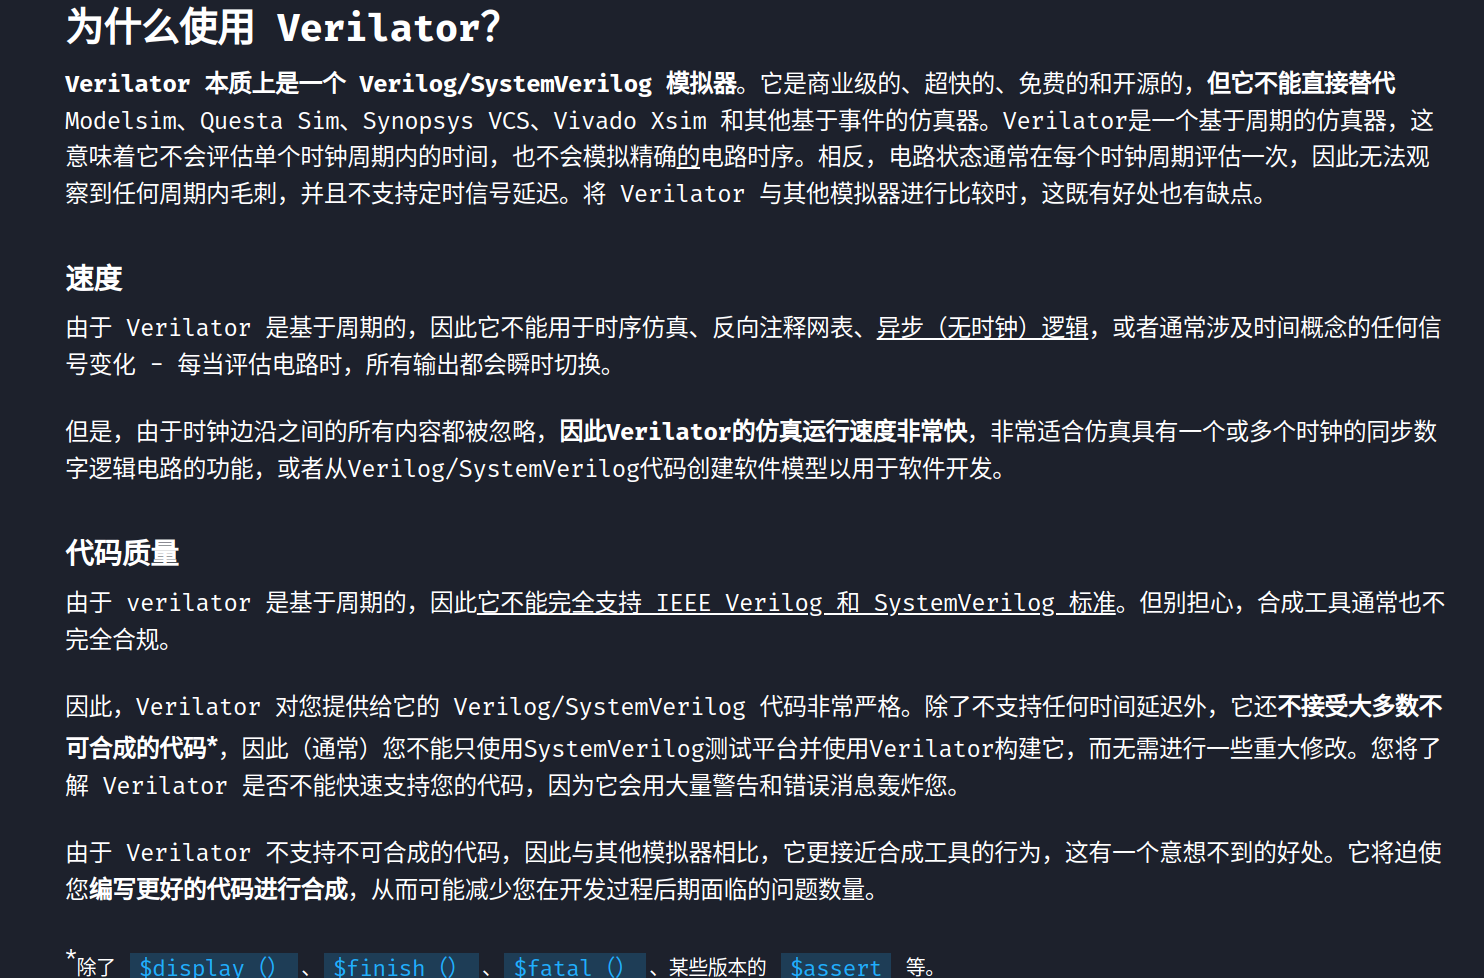 为什么使用 Verilator？
Verilator 本质上是一个 Verilog/SystemVerilog 模拟器。它是商业级的、超快的、免费的和开源的，但它不能直接替代
Modelsim、Questa Sim、Synopsys VCS、Vivado Xsim 和其他基于事件的仿真器。Verilator是一个基于周期的仿真器，这
意味着它不会评估单个时钟周期内的时间，也不会模拟精确的电路时序。相反，电路状态通常在每个时钟周期评估一次，因此无法观
察到任何周期内毛刺，并且不支持定时信号延迟。将 Verilator 与其他模拟器进行比较时，这既有好处也有缺点。
速度
由于 Verilator 是基于周期的，因此它不能用于时序仿真、反向注释网表、异步（无时钟）逻辑，或者通常涉及时间概念的任何信
号变化 - 每当评估电路时，所有输出都会瞬时切换。
但是，由于时钟边沿之间的所有内容都被忽略，因此Verilator的仿真运行速度非常快，非常适合仿真具有一个或多个时钟的同步数
字逻辑电路的功能，或者从Verilog/SystemVerilog代码创建软件模型以用于软件开发。
代码质量
由于 verilator 是基于周期的，因此它不能完全支持 IEEE Verilog 和 SystemVerilog 标准。但别担心，合成工具通常也不
完全合规。
因此，Verilator 对您提供给它的 Verilog/SystemVerilog 代码非常严格。除了不支持任何时间延迟外，它还不接受大多数不
可合成的代码*，因此（通常）您不能只使用SystemVerilog测试平台并使用Verilator构建它，而无需进行一些重大修改。您将了
解 Verilator 是否不能快速支持您的代码，因为它会用大量警告和错误消息轰炸您。
由于 Verilator 不支持不可合成的代码，因此与其他模拟器相比，它更接近合成工具的行为，这有一个意想不到的好处。它将迫使
您编写更好的代码进行合成，从而可能减少您在开发过程后期面临的问题数量。
*除了 $display（） 、 $finish（） 、 $fatal（） 、某些版本的 $assert 等。